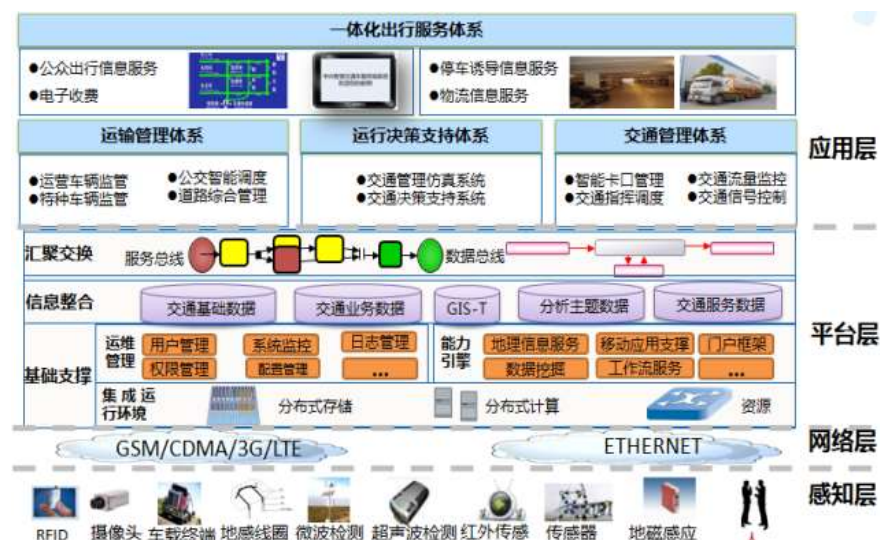 一体化出行服务体系
●公众出行信息服务
●电子收费
●停车诱导信息服务
●物流信息服务
运输管理体系
运行决策支持体系
交通管理体系
应用层
●运营车辆监管
●公交智能调度
●特种车辆监管
●道路综合管理
●交通管理仿真系统
●交通决策支持系统
●智能卡口管理
●交通流量监控
●交通指挥调度
●交通信号控制
汇聚交换
服务总线
数据总线
信息整合
交通基础数据
交通业务数据
GIS-T
分析主题数据
交通服务数据
平台层
基础支撑
运维管理
用户管理
系统监控
日志管理
权限管理
配置管理
...
能力引擎
地理信息服务
移动应用支撑
门户框架
数据挖掘
工作流服务
...
集成运行环境
分布式存储
分布式计算
资源
GSM/CDMA/3G/LTE
ETHERNET
网络层
感知层
RFID
摄像头
车载终端
地感线圈
微波检测
超声波检测
红外传感
传感器
地磁感应